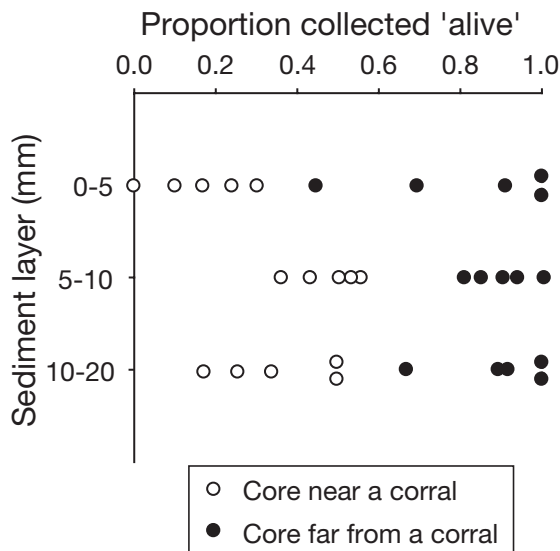 Proportion collected 'alive'
0.0 0.2 0.4 0.6 0.8 1.0
Sediment layer (mm)
0-5
5-10
10-20
Core near a corral
Core far from a corral